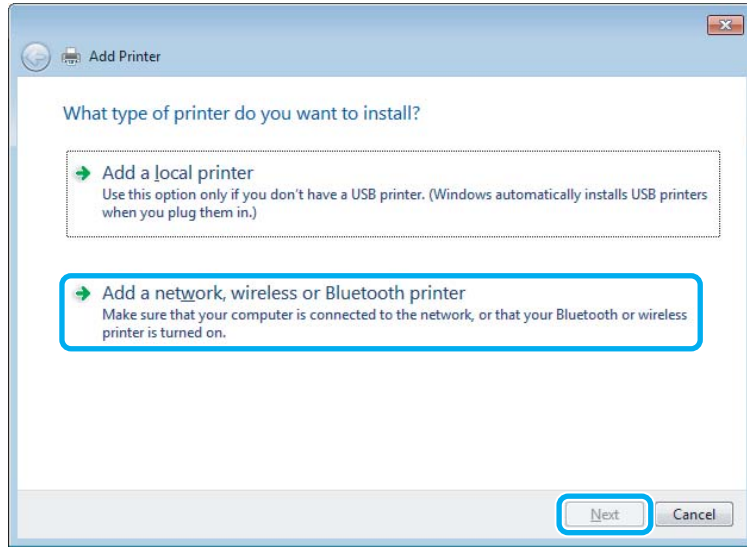 Add Printer
What type of printer do you want to install?
Add a local printer
Use this option only if you don't have a USB printer. (Windows automatically installs USB printers
when you plug them in.)
Add a network, wireless or Bluetooth printer
Make sure that your computer is connected to the network, or that your Bluetooth or wireless
printer is turned on.
Next Cancel